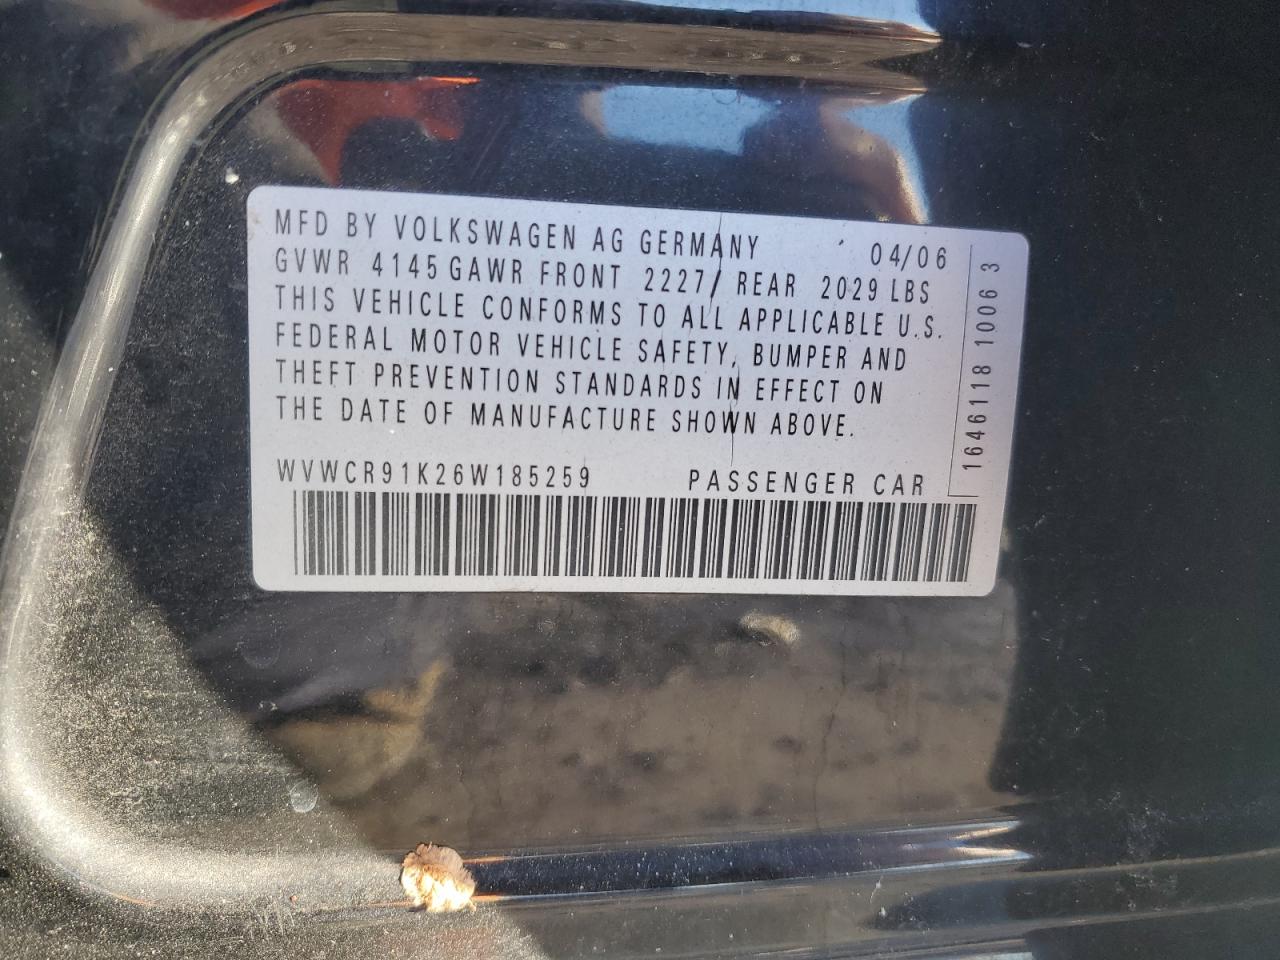 MFD BY VOLKSWAGEN AG GERMANY 04/06
GVWR 4145 GAWR FRONT 2227/ REAR 2029 LBS
THIS VEHICLE CONFORMS TO ALL APPLICABLE U.S.
FEDERAL MOTOR VEHICLE SAFETY, BUMPER AND
THEFT PREVENTION STANDARDS IN EFFECT ON
THE DATE OF MANUFACTURE SHOWN ABOVE.
WVWCR91K26W185259 PASSENGER CAR
1646118 1006 3